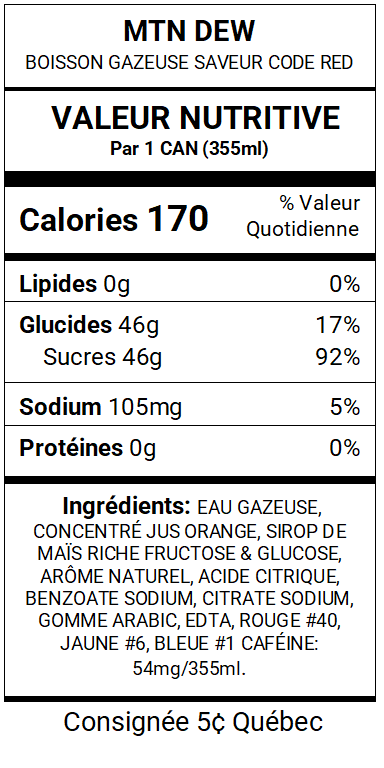 MTN DEW
BOISSON GAZEUSE SAVEUR CODE RED
VALEUR NUTRITIVE
Par 1 CAN (355ml)
Calories 170
% Valeur
Quotidienne
Lipides 0g 0%
Glucides 46g 17%
Sucres 46g 92%
Sodium 105mg 5%
Protéines 0g 0%
Ingrédients: EAU GAZEUSE,
CONCENTRÉ JUS ORANGE, SIROP DE
MAÏS RICHE FRUCTOSE & GLUCOSE,
ARÔME NATUREL, ACIDE CITRIQUE,
BENZOATE SODIUM, CITRATE SODIUM,
GOMME ARABIC, EDTA, ROUGE #40,
JAUNE #6, BLEUE #1 CAFÉINE:
54mg/355ml.
Consignée 5¢ Québec